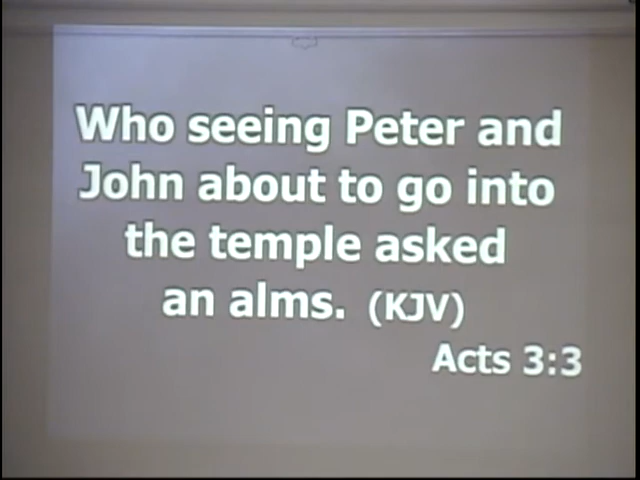 Who seeing Peter and
John about to go into
the temple asked
an alms. (KJV)
Acts 3:3